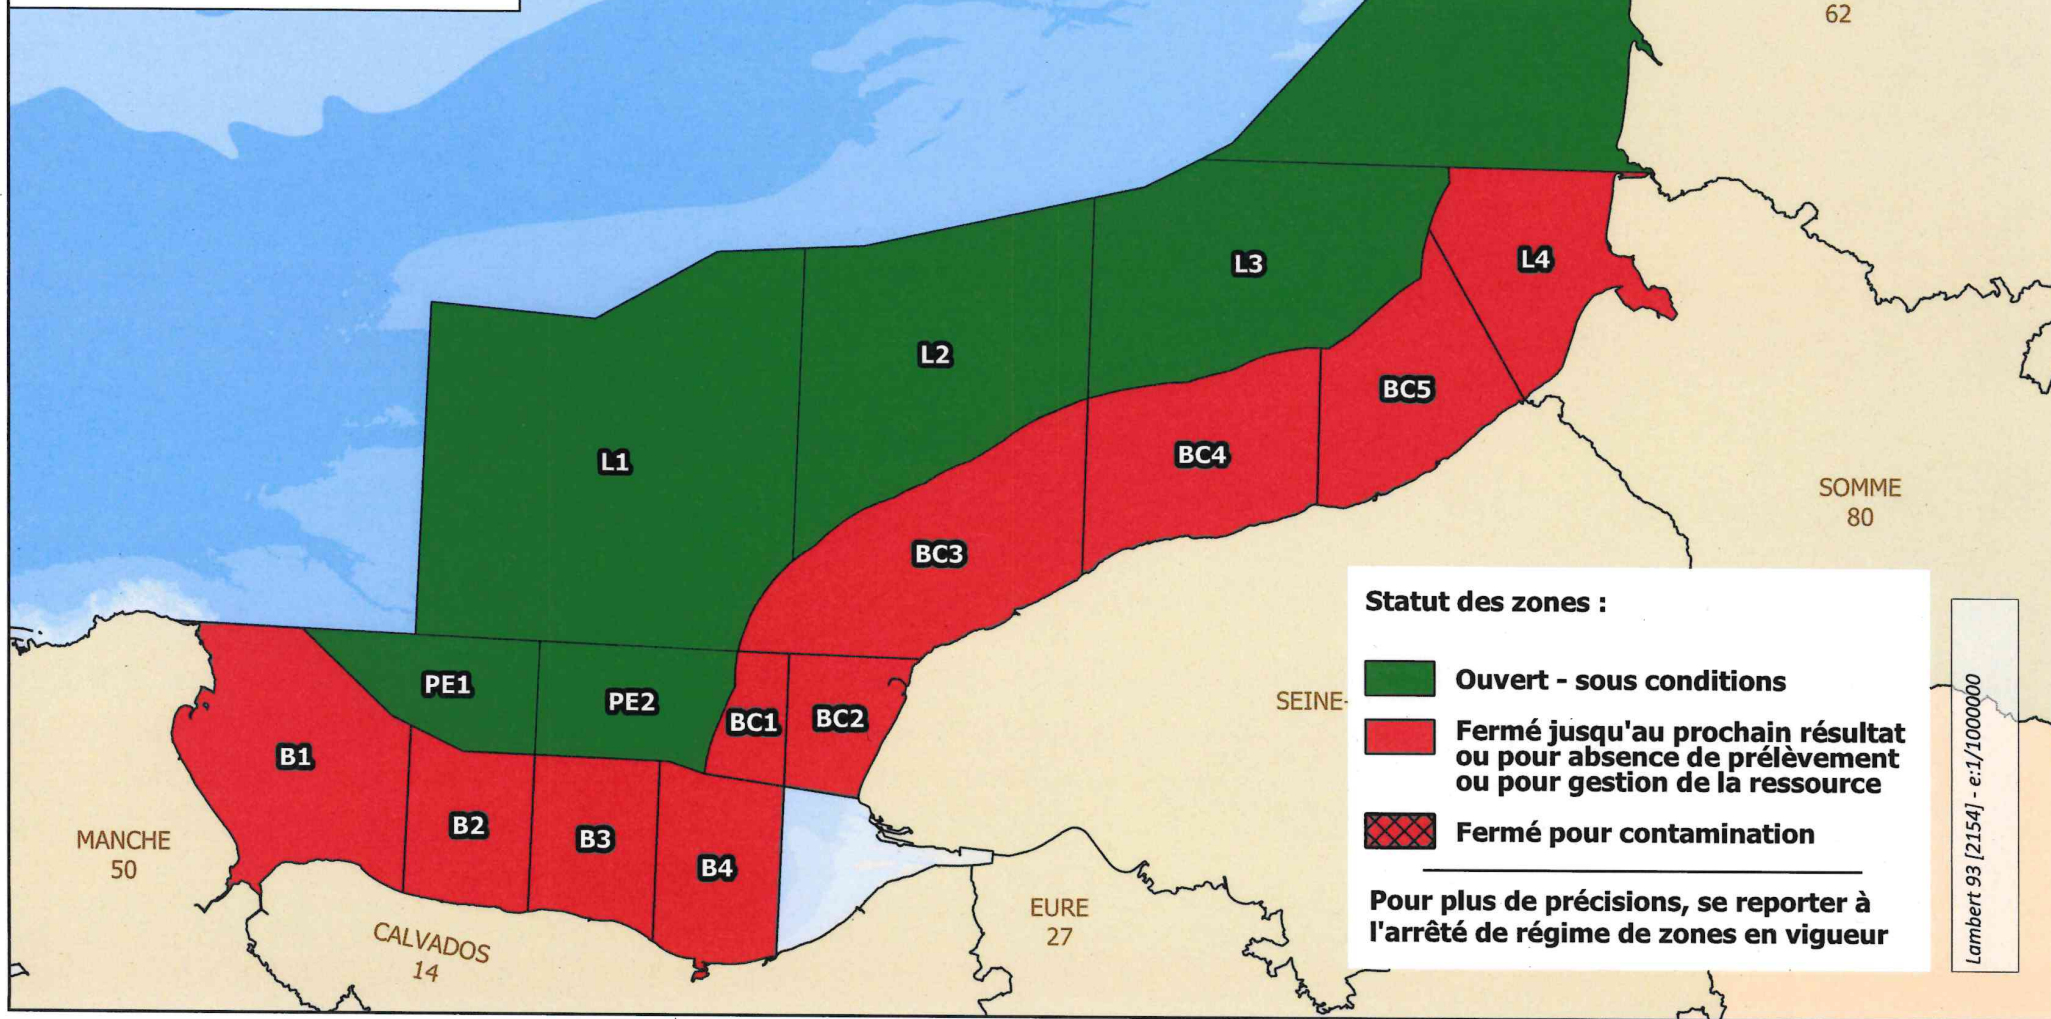 62
L3
L4
L2
BC5
L1
BC4
SOMME
80
BC3
Statut des zones :
PE1
PE2
Ouvert - sous conditions
SEINE-
BC1
BC2
Fermé jusqu'au prochain résultat
ou pour absence de prélèvement
ou pour gestion de la ressource
B1
B2
B3
B4
Fermé pour contamination
MANCHE
50
EURE
27
CALVADOS
14
Pour plus de précisions, se reporter à
l'arrêté de régime de zones en vigueur
Lambert 93 [2154] - e:1/1000000